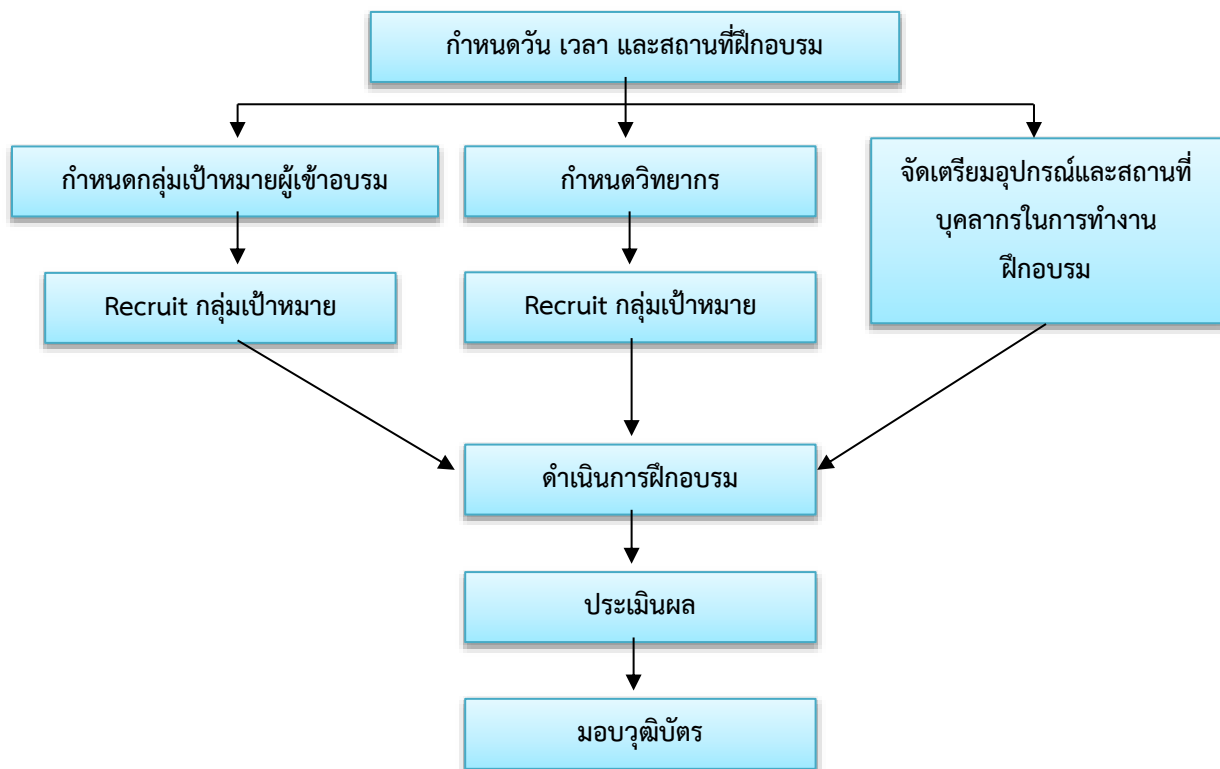 กำหนดวัน เวลา และสถานที่ฝึกอบรม
กำหนดกลุ่มเป้าหมายผู้เข้าอบรม
กำหนดวิทยากร
จัดเตรียมอุปกรณ์และสถานที่
บุคลากรในการทำงาน
ฝึกอบรม
Recruit กลุ่มเป้าหมาย
Recruit กลุ่มเป้าหมาย
ดำเนินการฝึกอบรม
ประเมินผล
มอบวุฒิบัตร